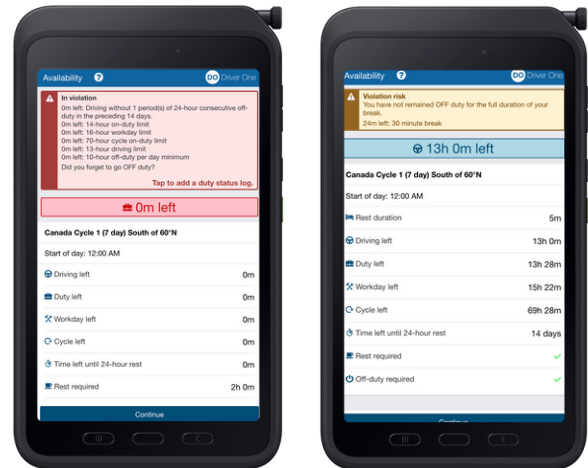 Availability ?
DO Driver One
In violation
0m left: Driving without 1 period(s) of 24-hour consecutive off-
duty in the preceding 14 days.
0m left: 14-hour on-duty limit
0m left: 16-hour workday limit
0m left: 70-hour cycle on-duty limit
0m left: 13-hour driving limit
0m left: 10-hour off-duty per day minimum
Did you forget to go OFF duty?
Tap to add a duty status log.
0m left
Canada Cycle 1 (7 day) South of 60°N
Start of day: 12:00 AM
Driving left 0m
Duty left 0m
Workday left 0m
Cycle left 0m
Time left until 24-hour rest 0m
Rest required 2h 0m
Continue
Availability ?
DO Driver One
Violation risk
You have not remained OFF duty for the full duration of your
break.
24m left: 30 minute break
13h 0m left
Canada Cycle 1 (7 day) South of 60°N
Start of day: 12:00 AM
Rest duration 5m
Driving left 13h 0m
Duty left 13h 28m
Workday left 15h 22m
Cycle left 69h 28m
Time left until 24-hour rest 14 days
Rest required
Off-duty required
Continue